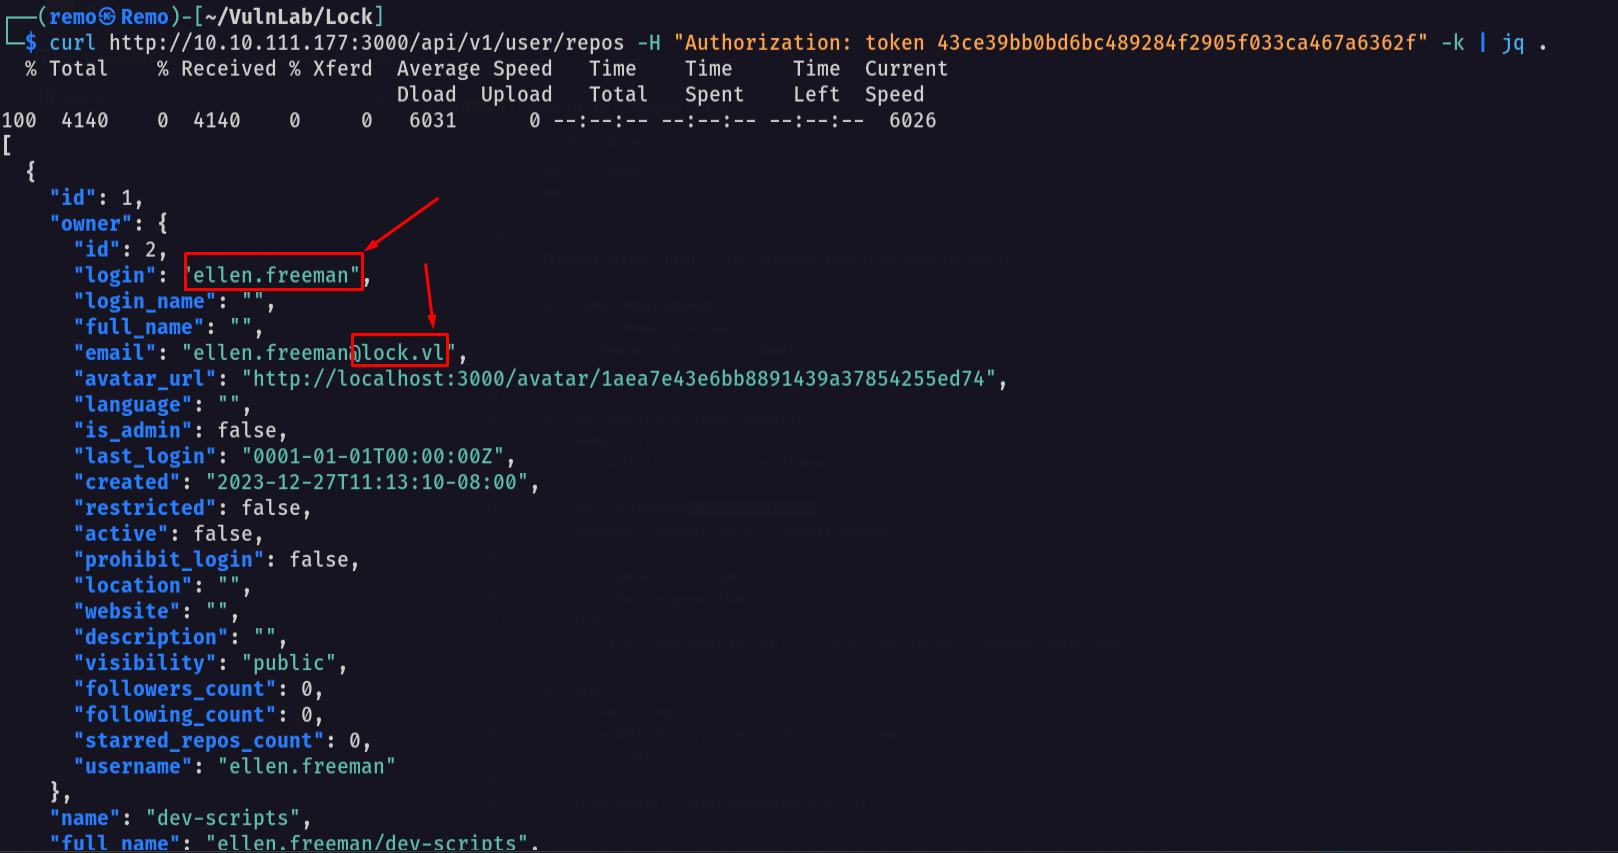 ┌──(remo㉿Remo)-[~/VulnLab/Lock]
└─$ curl http://10.10.111.177:3000/api/v1/user/repos -H "Authorization: token 43ce39bb0bd6bc489284f2905f033ca467a6362f" -k | jq .
  % Total    % Received % Xferd  Average Speed   Time    Time     Time  Current
                                 Dload  Upload   Total   Spent    Left  Speed
100  4140    0  4140    0     0   6031      0 --:--:-- --:--:-- --:--:--  6026
[
  {
    "id": 1,
    "owner": {
      "id": 2,
      "login": "ellen.freeman",
      "login_name": "",
      "full_name": "",
      "email": "ellen.freeman@lock.vl",
      "avatar_url": "http://localhost:3000/avatar/1aea7e43e6bb8891439a37854255ed74",
      "language": "",
      "is_admin": false,
      "last_login": "0001-01-01T00:00:00Z",
      "created": "2023-12-27T11:13:10-08:00",
      "restricted": false,
      "active": false,
      "prohibit_login": false,
      "location": "",
      "website": "",
      "description": "",
      "visibility": "public",
      "followers_count": 0,
      "following_count": 0,
      "starred_repos_count": 0,
      "username": "ellen.freeman"
    },
    "name": "dev-scripts",
    "full_name": "ellen.freeman/dev-scripts",